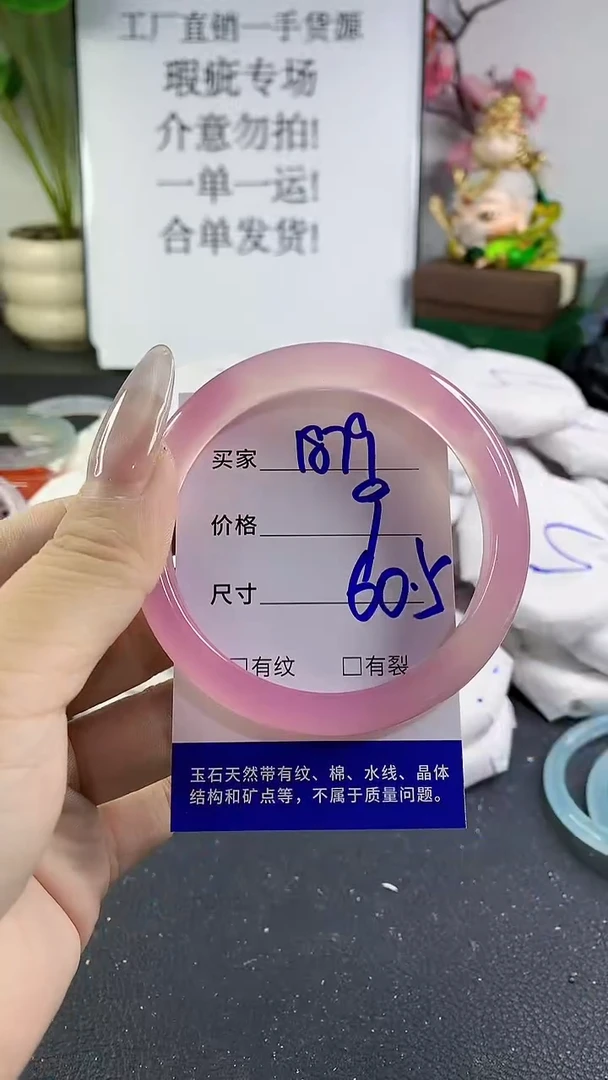 工厂直销一手货源
瑕疵专场
介意勿拍!
一单一运!
合单发货!
买家 1879
价格
尺寸 60.5
□有纹 □有裂
玉石天然带有纹、棉、水线、晶体
结构和矿点等，不属于质量问题。